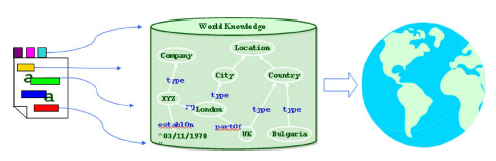 World Knowledge
Location
Company
City
Country
type
type
XYZ
type
type
London
establOn
partOf
UK
Bulgaria
"03/11/1978
a
a